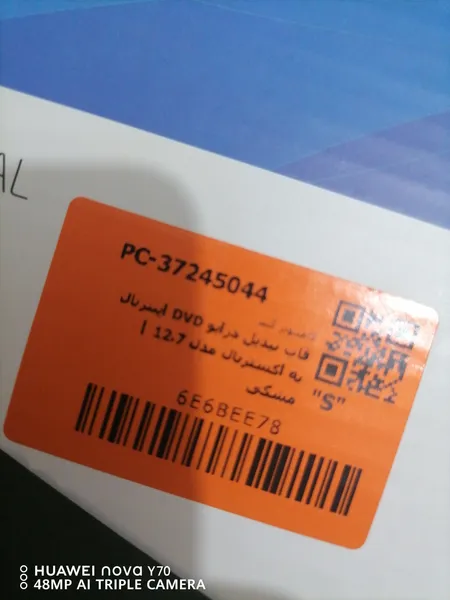 AL
PC-37245044
قاب تبدیل درایو DVD اینترنال
به اکسترنال مدل 12.7 |
مشکی
"S"
6E6BEE78
HUAWEI nova Y70
48MP AI TRIPLE CAMERA